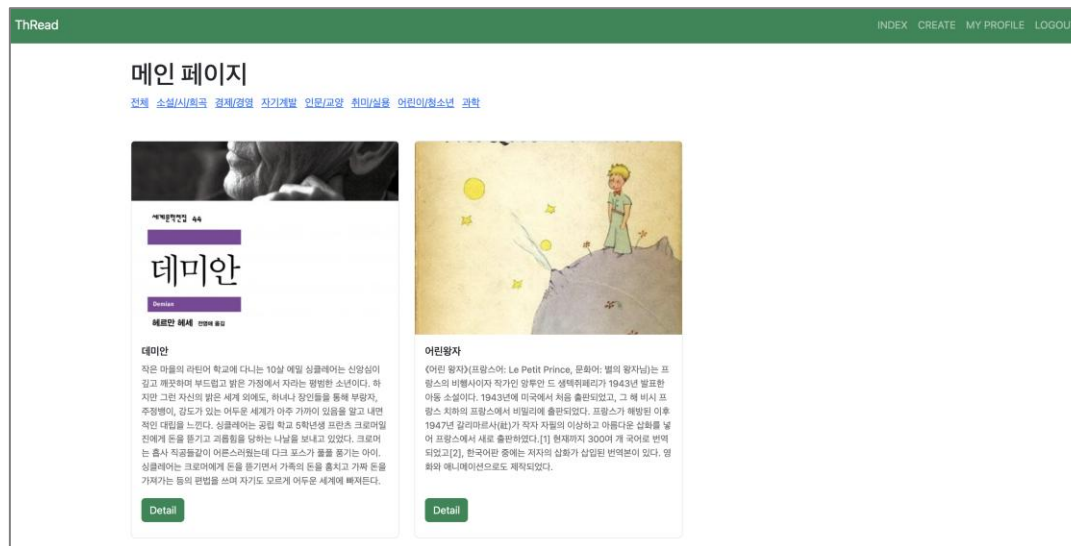 ThRead
INDEX CREATE MY PROFILE LOGOU
메인 페이지
전체 소설/시/희곡 경제/경영 자기계발 인문/교양 취미/실용 어린이/청소년 과학
세계문학전집 44
데미안
Demian
헤르만 헤세 전영애 옮김
데미안
작은 마을의 라틴어 학교에 다니는 10살 에밀 싱클레어는 신앙심이
깊고 깨끗하며 부드럽고 밝은 가정에서 자라는 평범한 소년이다. 하
지만 그런 자신의 밝은 세계 외에도, 하녀나 장인들을 통해 부랑자,
주정뱅이, 강도가 있는 어두운 세계가 아주 가까이 있음을 알고 내면
적인 대립을 느낀다. 싱클레어는 공립 학교 5학년생 프란츠 크로머일
진에게 돈을 뜯기고 괴롭힘을 당하는 나날을 보내고 있었다. 크로머
는 흡사 직공들같이 어른스러웠는데 다크 포스가 풀풀 풍기는 아이.
싱클레어는 크로머에게 돈을 뜯기면서 가족의 돈을 훔치고 가짜 돈을
가져가는 등의 편법을 쓰며 자기도 모르게 어두운 세계에 빠져든다.
Detail
어린왕자
《어린 왕자》(프랑스어: Le Petit Prince, 문화어: 별의 왕자님)는 프
랑스의 비행사이자 작가인 앙투안 드 생텍쥐페리가 1943년 발표한
아동 소설이다. 1943년에 미국에서 처음 출판되었고, 그 해 비시 프
랑스 치하의 프랑스에서 비밀리에 출판되었다. 프랑스가 해방된 이후
1947년 갈리마르사(社)가 작자 자필의 이상하고 아름다운 삽화를 넣
어 프랑스에서 새로 출판하였다.[1] 현재까지 300여 개 국어로 번역
되었고[2], 한국어판 중에는 저자의 삽화가 삽입된 번역본이 있다. 영
화와 애니메이션으로도 제작되었다.
Detail